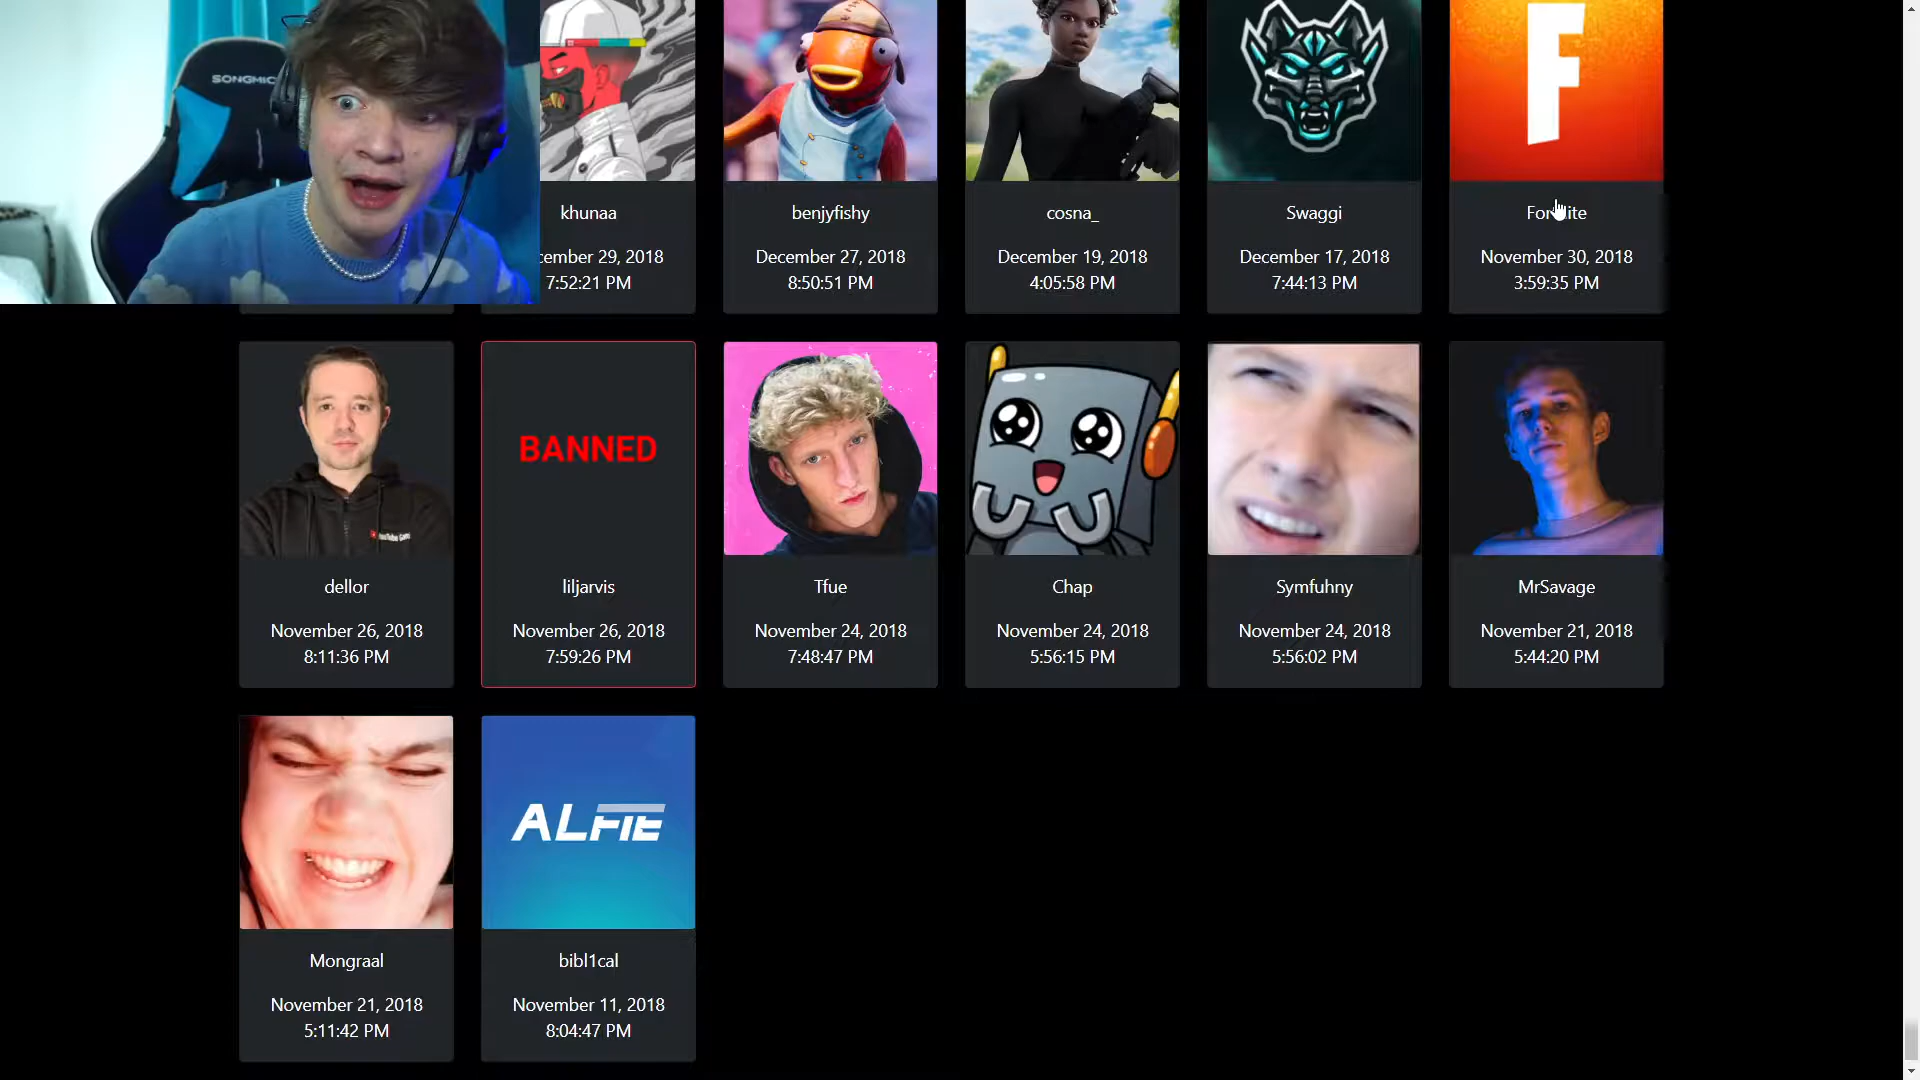 SONGMIC
F
khunaa
benjyfishy
cosna_
Swaggi
cember 29, 2018
7:52:21 PM
December 27, 2018
8:50:51 PM
December 19, 2018
4:05:58 PM
December 17, 2018
7:44:13 PM
November 30, 2018
3:59:35 PM
BANNED
dellor
liljarvis
Tfue
Chap
Symfuhny
MrSavage
November 26, 2018
8:11:36 PM
November 26, 2018
7:59:26 PM
November 24, 2018
7:48:47 PM
November 24, 2018
5:56:15 PM
November 24, 2018
5:56:02 PM
November 21, 2018
5:44:20 PM
ALFIE
Mongraal
bibl1cal
November 21, 2018
5:11:42 PM
November 11, 2018
8:04:47 PM